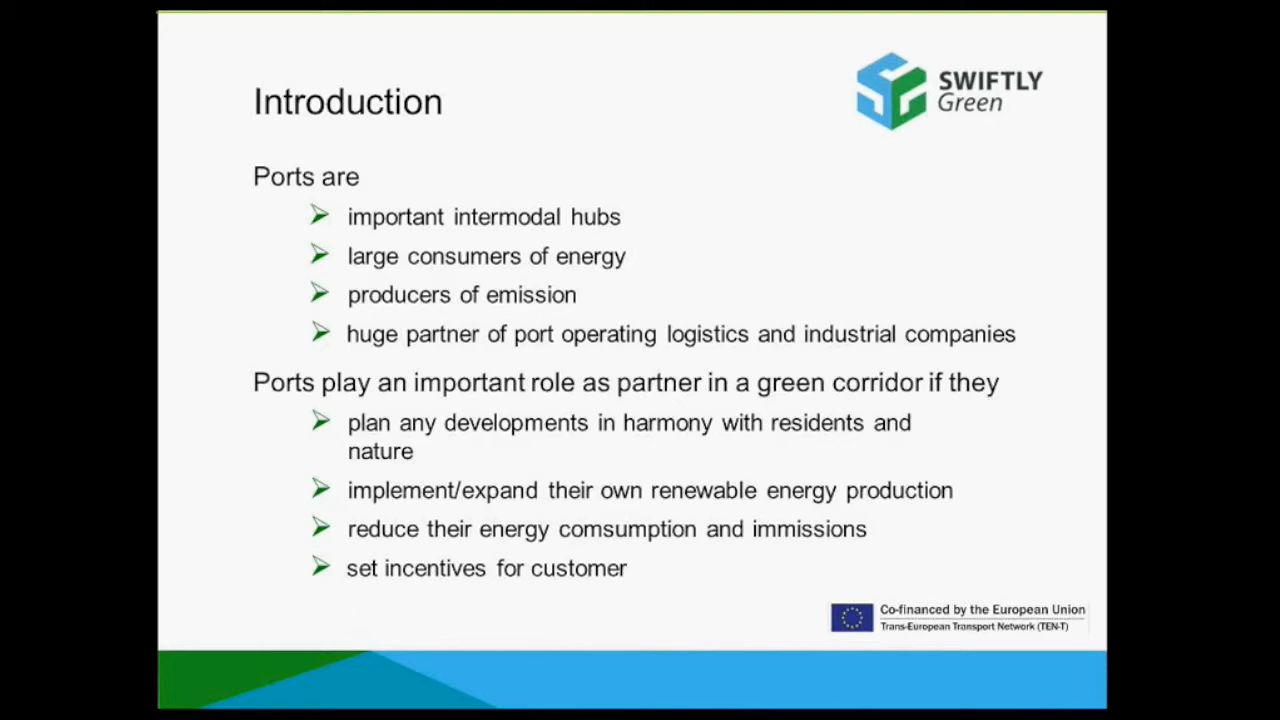 SWIFTLY
Green
Introduction
Ports are
important intermodal hubs
large consumers of energy
producers of emission
huge partner of port operating logistics and industrial companies
Ports play an important role as partner in a green corridor if they
plan any developments in harmony with residents and
nature
implement/expand their own renewable energy production
reduce their energy comsumption and immissions
set incentives for customer
Co-financed by the European Union
Trans-European Transport Network (TEN-T)